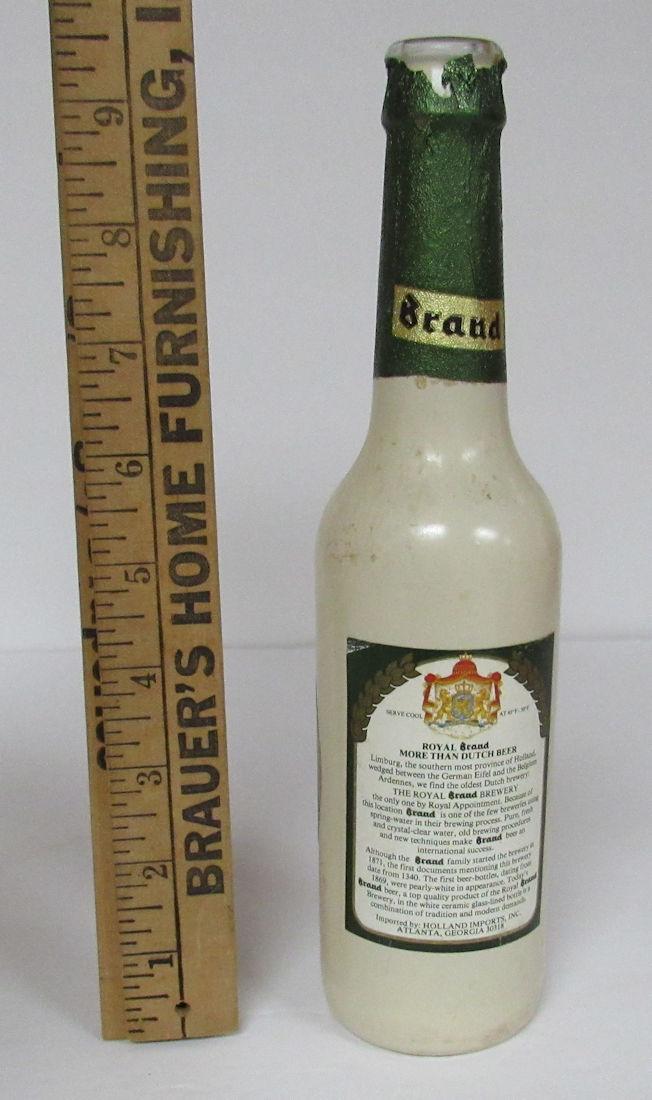 9
8
7
6
5
4
3
2
1
BRAUER'S HOME FURNISHING, I
Brand
SERVE COOL AT 45°F-50°F
ROYAL Brand
MORE THAN DUTCH BEER
Limburg, the southern most province of Holland,
wedged between the German Eifel and the Belgium
Ardennes, we find the oldest Dutch brewery:
THE ROYAL Brand BREWERY
the only one by Royal Appointment. Because of
this location Brand is one of the few breweries using
spring-water in their brewing process. Pure, fresh
and crystal-clear water, old brewing procedures
and new techniques make Brand beer an
international success.
Although the Brand family started the brewery in
1871, the first documents mentioning this brewery
date from 1340. The first beer-bottles, dating from
1869, were pearly-white in appearance. Today's
Brand beer, a top quality product of the Royal Brand
Brewery, in the white ceramic glass-lined bottle is a
combination of tradition and modern demands.
Imported by: HOLLAND IMPORTS, INC.
ATLANTA, GEORGIA 30318